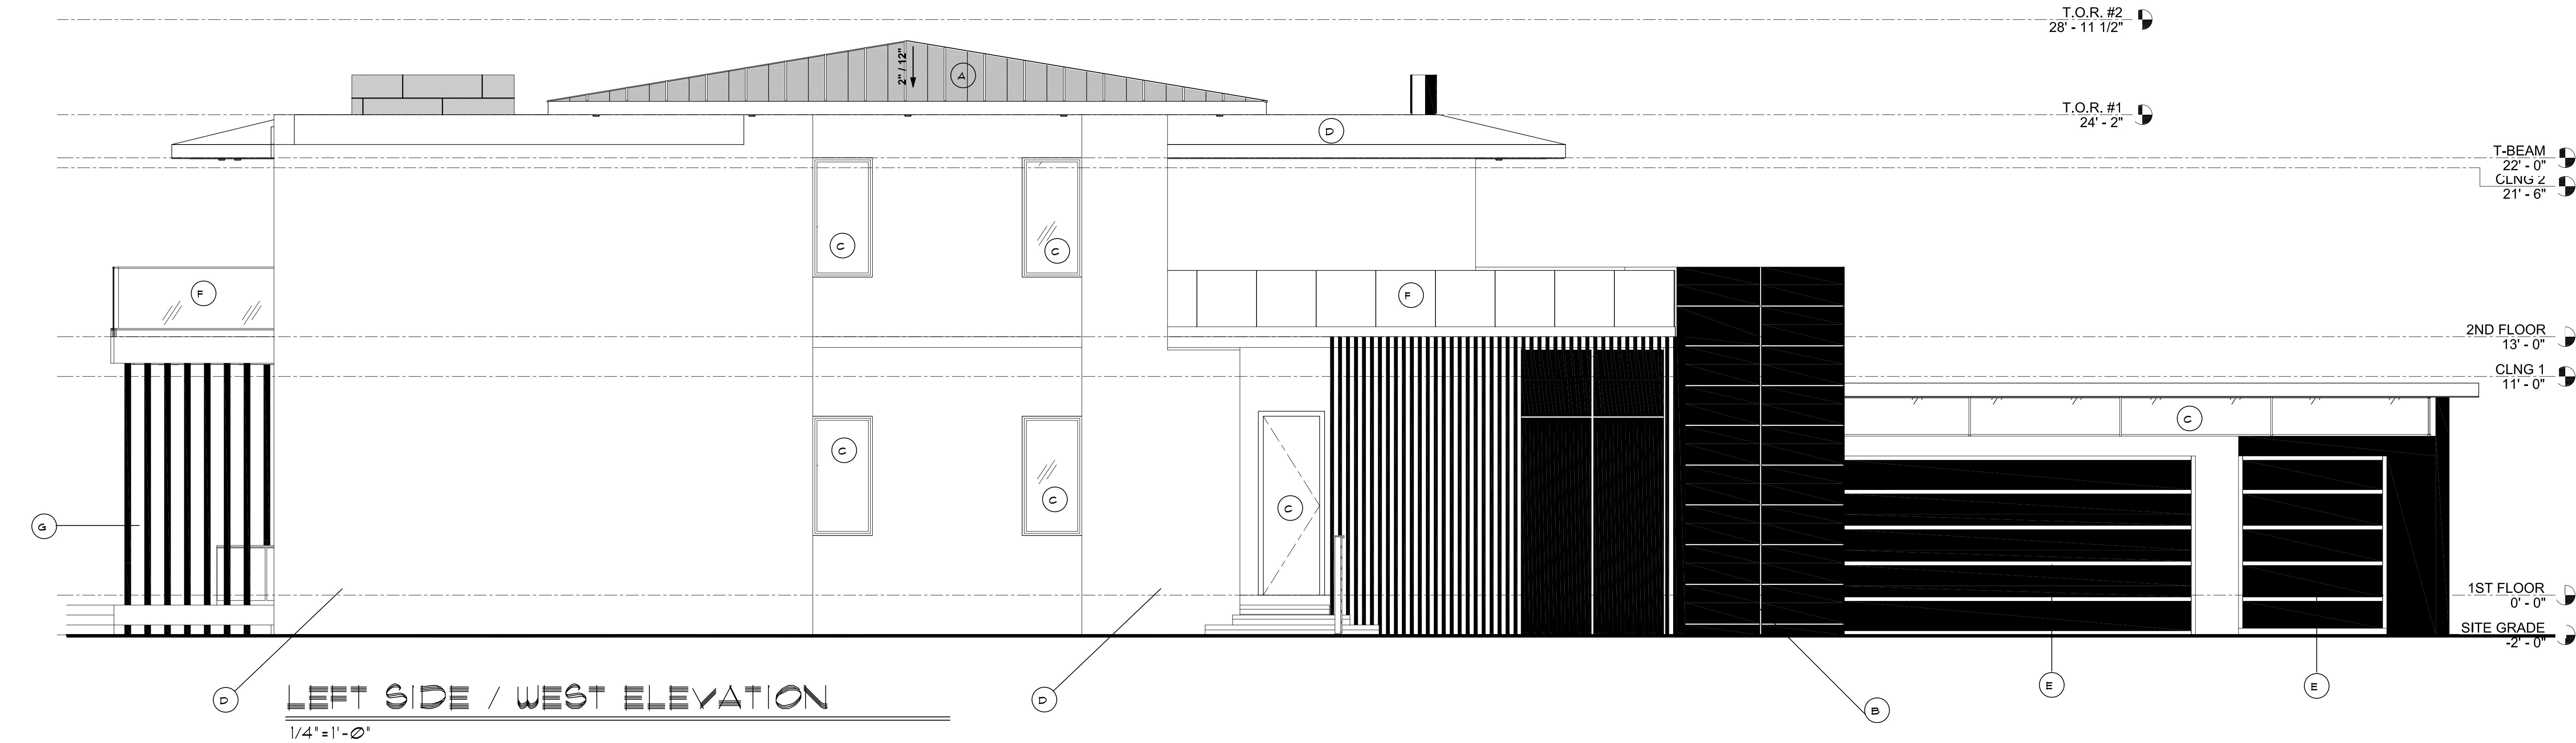 T.O.R. #2
28' - 11 1/2"
2" / 12"
A
T.O.R. #1
24' - 2"
D
T-BEAM
22' - 0"
CLNG 2
21' - 6"
C
C
F
F
2ND FLOOR
13' - 0"
CLNG 1
11' - 0"
C
C
C
C
G
1ST FLOOR
0' - 0"
SITE GRADE
-2' - 0"
D
D
B
E
E
LEFT SIDE / WEST ELEVATION
1/4"=1'-0"